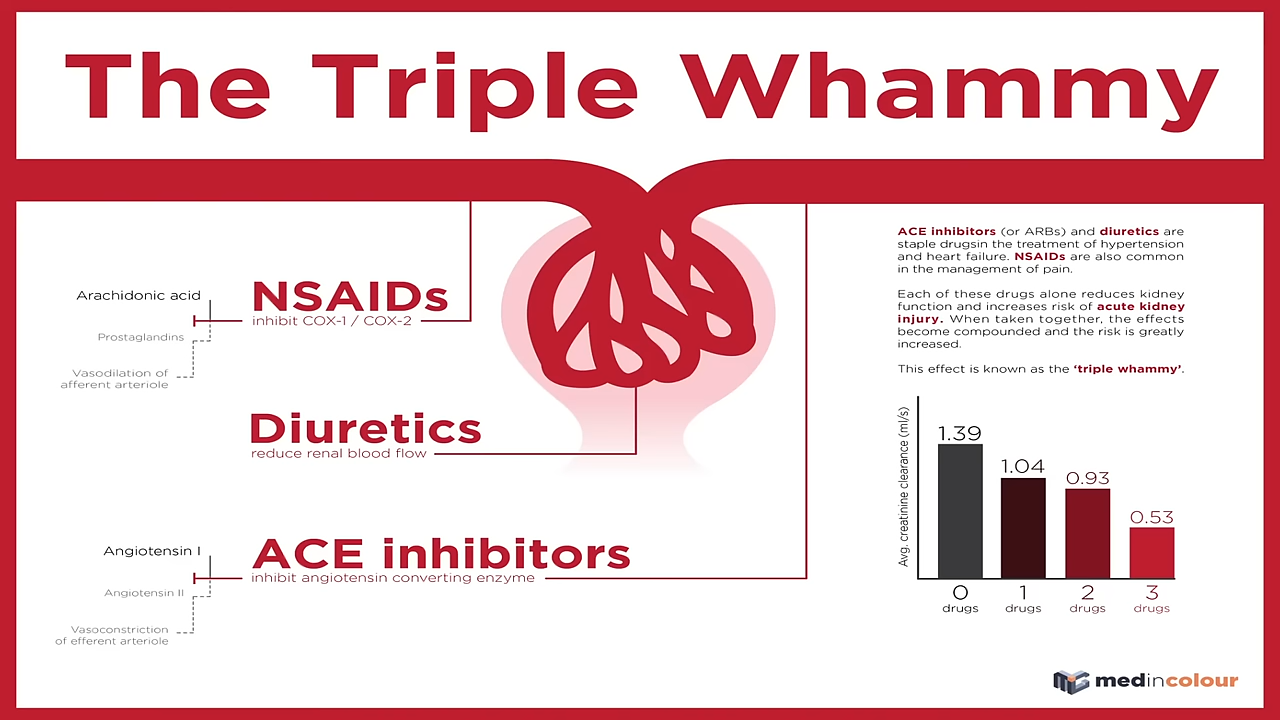 The Triple Whammy
Arachidonic acid
Prostaglandins
Vasodilation of
afferent arteriole
NSAIDs
inhibit COX-1 / COX-2
Diuretics
reduce renal blood flow
Angiotensin I
Angiotensin II
Vasoconstriction
of efferent arteriole
ACE inhibitors
inhibit angiotensin converting enzyme
ACE inhibitors (or ARBs) and diuretics are
staple drugsin the treatment of hypertension
and heart failure. NSAIDs are also common
in the management of pain.
Each of these drugs alone reduces kidney
function and increases risk of acute kidney
injury. When taken together, the effects
become compounded and the risk is greatly
increased.
This effect is known as the ‘triple whammy’.
Avg. creatinine clearance (ml/s)
1.39
1.04
0.93
0.53
0 1 2 3
drugs drugs drugs drugs
medincolour